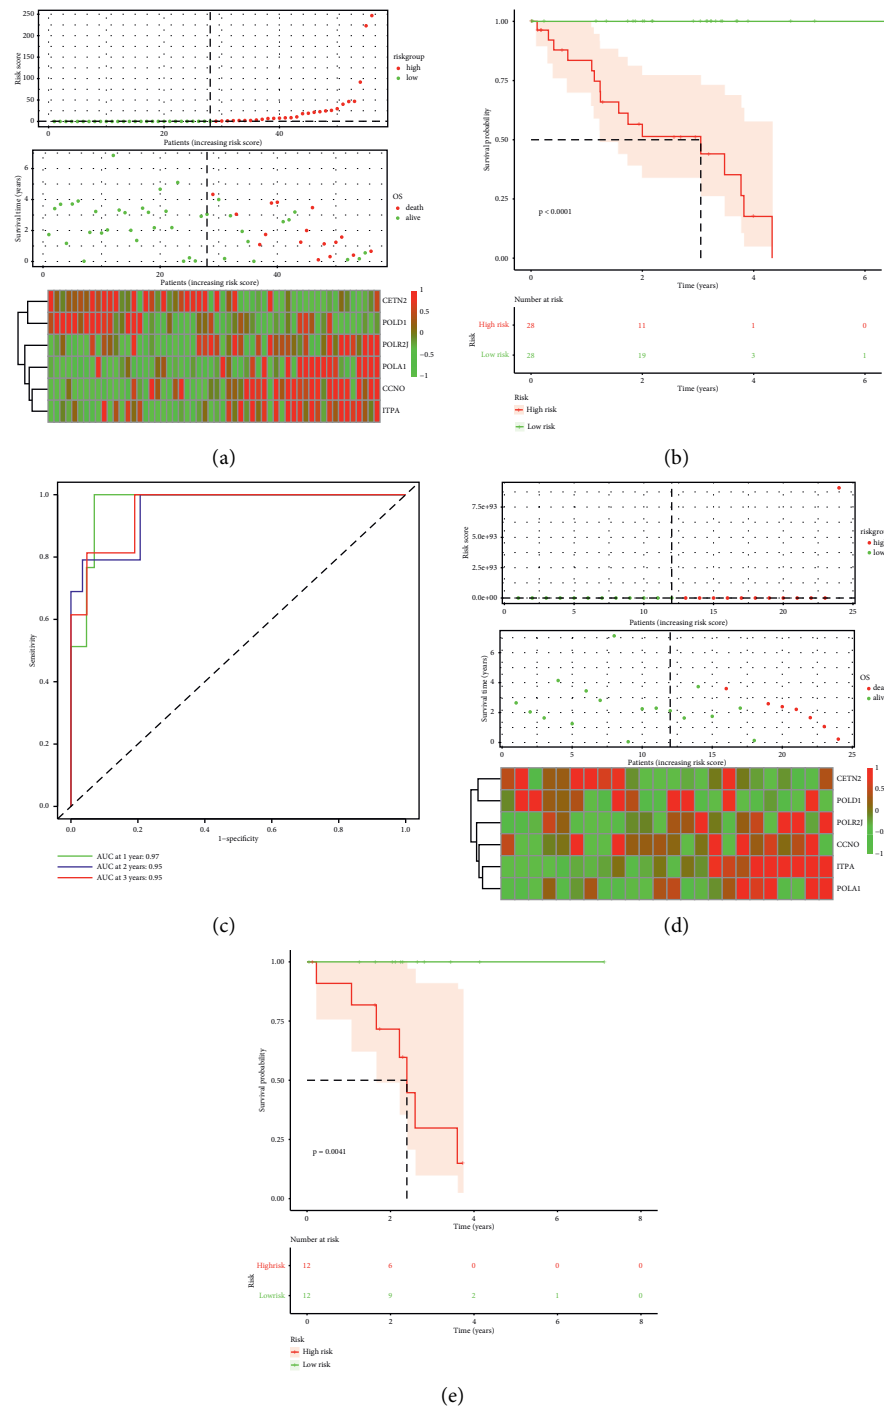 250
200
150
100
50
0
Risk score
0
20
40
Patients (increasing risk score)
riskgroup
high
low
6
4
2
0
Survival time (years)
0
20
40
Patients (increasing risk score)
OS
death
alive
CETN2
POLD1
POLR2J
POLA1
CCNO
ITPA
1
0.5
0
−0.5
−1
(a)
1.00
0.75
0.50
0.25
0.00
Survival probability
p < 0.0001
0
2
4
6
Time (years)
Number at risk
Risk
High risk 28 11 1 0
Low risk 28 19 3 1
0
2
4
6
Time (years)
Risk
High risk
Low risk
(b)
1.0
0.8
0.6
0.4
0.2
0.0
Sensitivity
0.0
0.2
0.4
0.6
0.8
1.0
1−specificity
AUC at 1 year: 0.97
AUC at 2 years: 0.95
AUC at 3 years: 0.95
(c)
7.5e+93
5.0e+93
2.5e+93
0.0e+00
Risk score
0
5
10
15
20
25
Patients (increasing risk score)
riskgrou
hig
low
6
4
2
0
Survival time (years)
0
5
10
15
20
25
Patients (increasing risk score)
OS
dea
aliv
CETN2
POLD1
POLR2J
CCNO
ITPA
POLA1
1
0.5
0
−0.5
−1
(d)
1.00
0.75
0.50
0.25
0.00
Survival probability
p = 0.0041
0
2
4
6
8
Time (years)
Number at risk
Risk
Highrisk 12 6 0 0 0
Lowrisk 12 9 2 1 0
0
2
4
6
8
Time (years)
Risk
High risk
Low risk
(e)